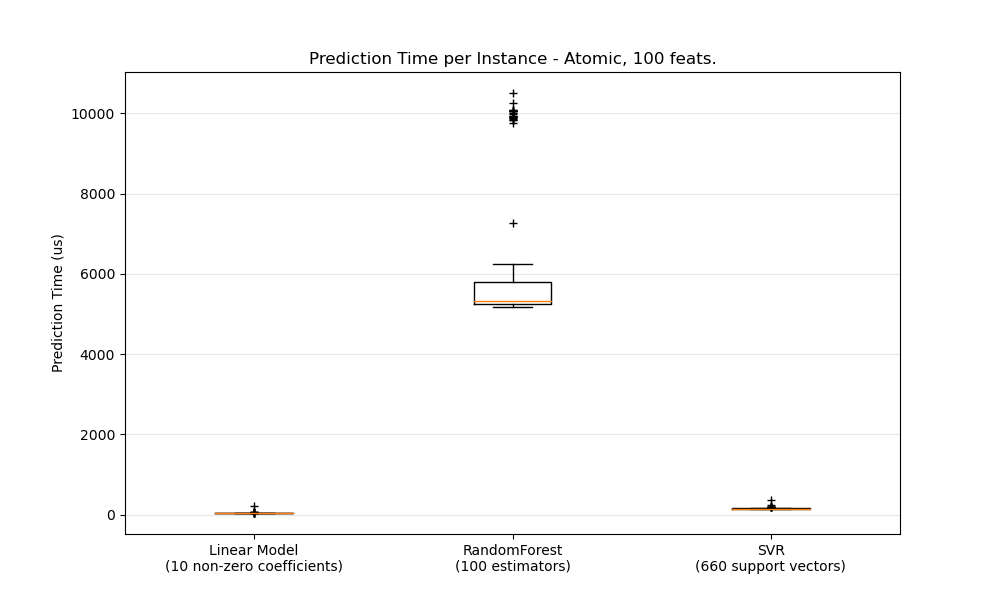 Prediction Time per Instance - Atomic, 100 feats.
Prediction Time (us)
10000
8000
6000
4000
2000
0
Linear Model
(10 non-zero coefficients)
RandomForest
(100 estimators)
SVR
(660 support vectors)